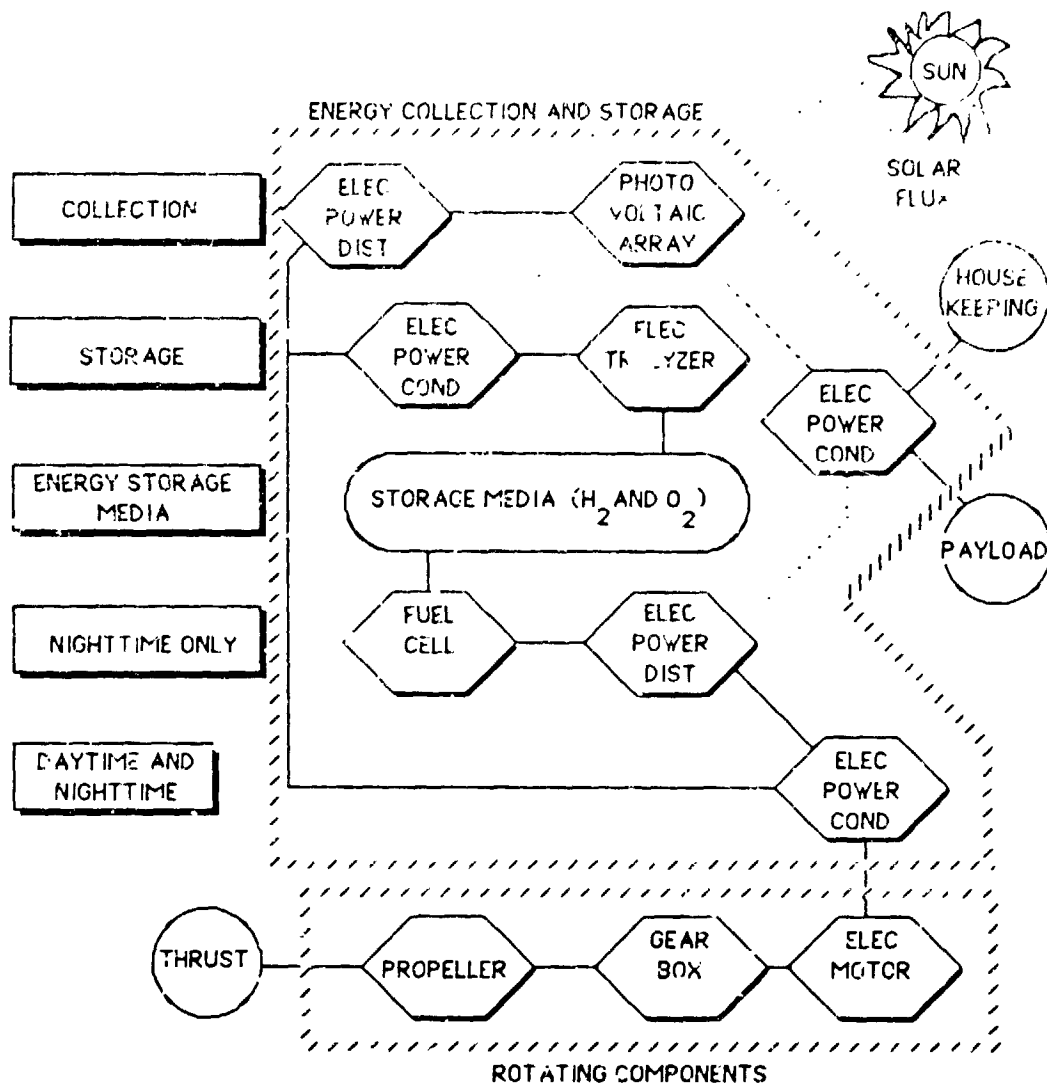 SUN
ENERGY COLLECTION AND STORAGE
SOLAR
FLUX
COLLECTION
ELEC
POWER
DIST
PHOTO
VOLTAIC
ARRAY
HOUSE
KEEPING
STORAGE
ELEC
POWER
COND
ELEC
ELEC
POWER
COND
ENERGY STORAGE
MEDIA
STORAGE MEDIA (H2 AND O2)
PAYLOAD
NIGHTTIME ONLY
FUEL
CELL
ELEC
POWER
DIST
DAYTIME AND
NIGHTTIME
ELEC
POWER
COND
THRUST
PROPELLER
GEAR
BOX
ELEC
MOTOR
ROTATING COMPONENTS